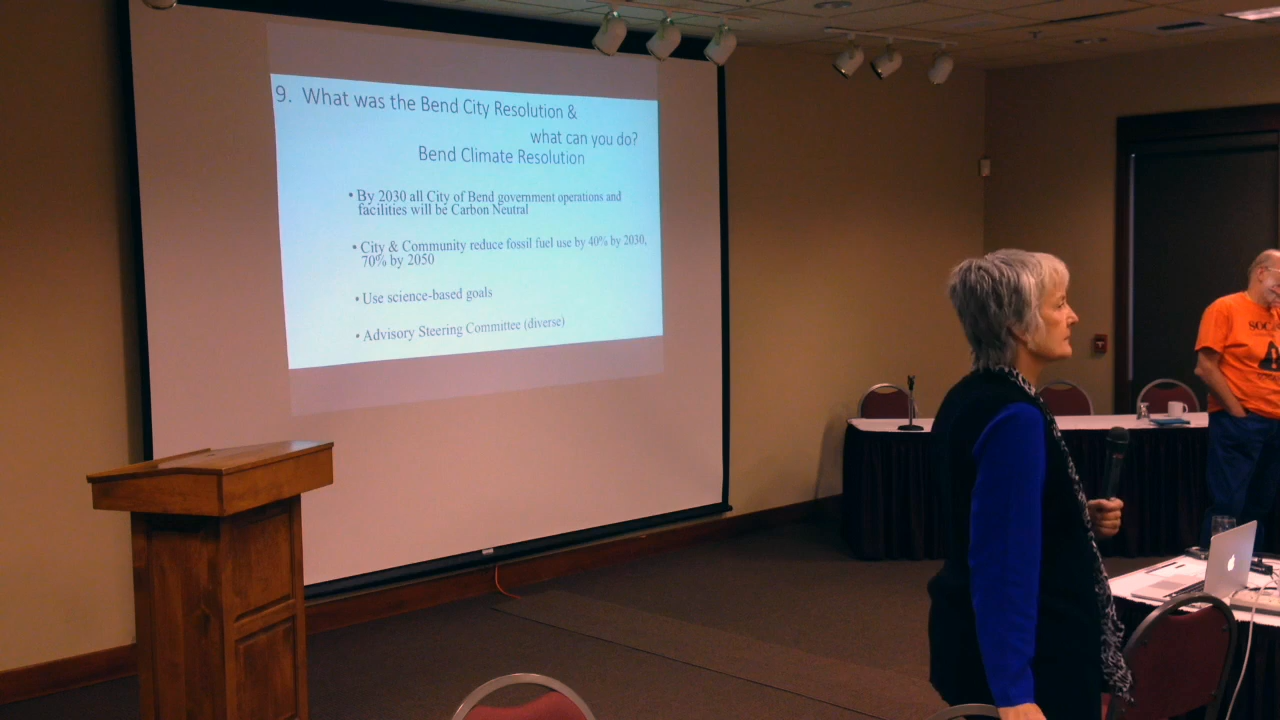 9. What was the Bend City Resolution &
what can you do?
Bend Climate Resolution
• By 2030 all City of Bend government operations and
facilities will be Carbon Neutral
• City & Community reduce fossil fuel use by 40% by 2030,
70% by 2050
• Use science-based goals
• Advisory Steering Committee (diverse)